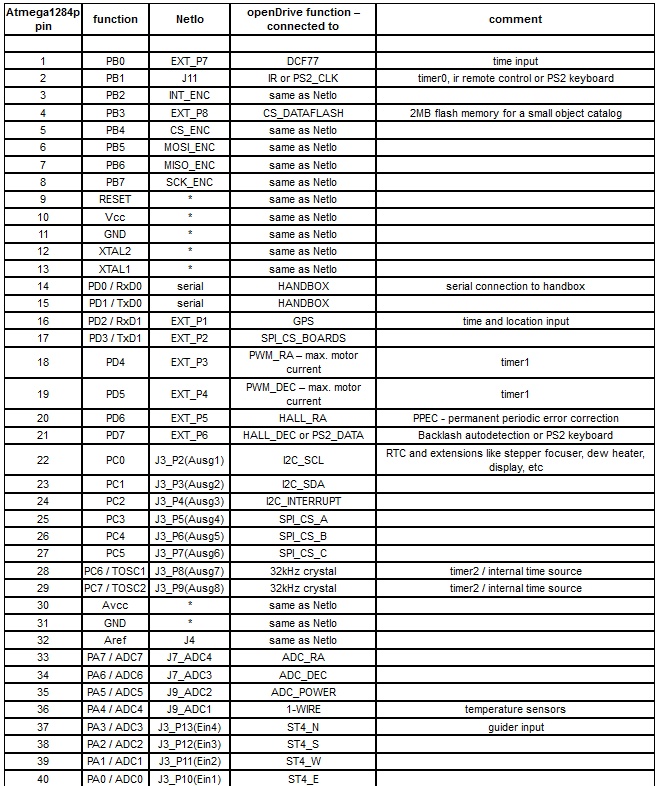 Atmega1284p pin function Netlo openDrive function – connected to comment
1 PB0 EXT_P7 DCF77 time input
2 PB1 J11 IR or PS2_CLK timer0, ir remote control or PS2 keyboard
3 PB2 INT_ENC same as Netlo
4 PB3 EXT_P8 CS_DATAFLASH 2MB flash memory for a small object catalog
5 PB4 CS_ENC same as Netlo
6 PB5 MOSI_ENC same as Netlo
7 PB6 MISO_ENC same as Netlo
8 PB7 SCK_ENC same as Netlo
9 RESET * same as Netlo
10 Vcc * same as Netlo
11 GND * same as Netlo
12 XTAL2 * same as Netlo
13 XTAL1 * same as Netlo
14 PD0 / RxD0 serial HANDBOX serial connection to handbox
15 PD1 / TxD0 serial HANDBOX
16 PD2 / RxD1 EXT_P1 GPS time and location input
17 PD3 / TxD1 EXT_P2 SPI_CS_BOARDS
18 PD4 EXT_P3 PWM_RA – max. motor current timer1
19 PD5 EXT_P4 PWM_DEC – max. motor current timer1
20 PD6 EXT_P5 HALL_RA PPEC - permanent periodic error correction
21 PD7 EXT_P6 HALL_DEC or PS2_DATA Backlash autodetection or PS2 keyboard
22 PC0 J3_P2(Ausg1) I2C_SCL RTC and extensions like stepper focuser, dew heater, display, etc
23 PC1 J3_P3(Ausg2) I2C_SDA
24 PC2 J3_P4(Ausg3) I2C_INTERRUPT
25 PC3 J3_P5(Ausg4) SPI_CS_A
26 PC4 J3_P6(Ausg5) SPI_CS_B
27 PC5 J3_P7(Ausg6) SPI_CS_C
28 PC6 / TOSC1 J3_P8(Ausg7) 32kHz crystal timer2 / internal time source
29 PC7 / TOSC2 J3_P9(Ausg8) 32kHz crystal timer2 / internal time source
30 Avcc * same as Netlo
31 GND * same as Netlo
32 Aref J4 same as Netlo
33 PA7 / ADC7 J7_ADC4 ADC_RA
34 PA6 / ADC6 J7_ADC3 ADC_DEC
35 PA5 / ADC5 J9_ADC2 ADC_POWER
36 PA4 / ADC4 J9_ADC1 1-WIRE temperature sensors
37 PA3 / ADC3 J3_P13(Ein4) ST4_N guider input
38 PA2 / ADC2 J3_P12(Ein3) ST4_S
39 PA1 / ADC1 J3_P11(Ein2) ST4_W
40 PA0 / ADC0 J3_P10(Ein1) ST4_E